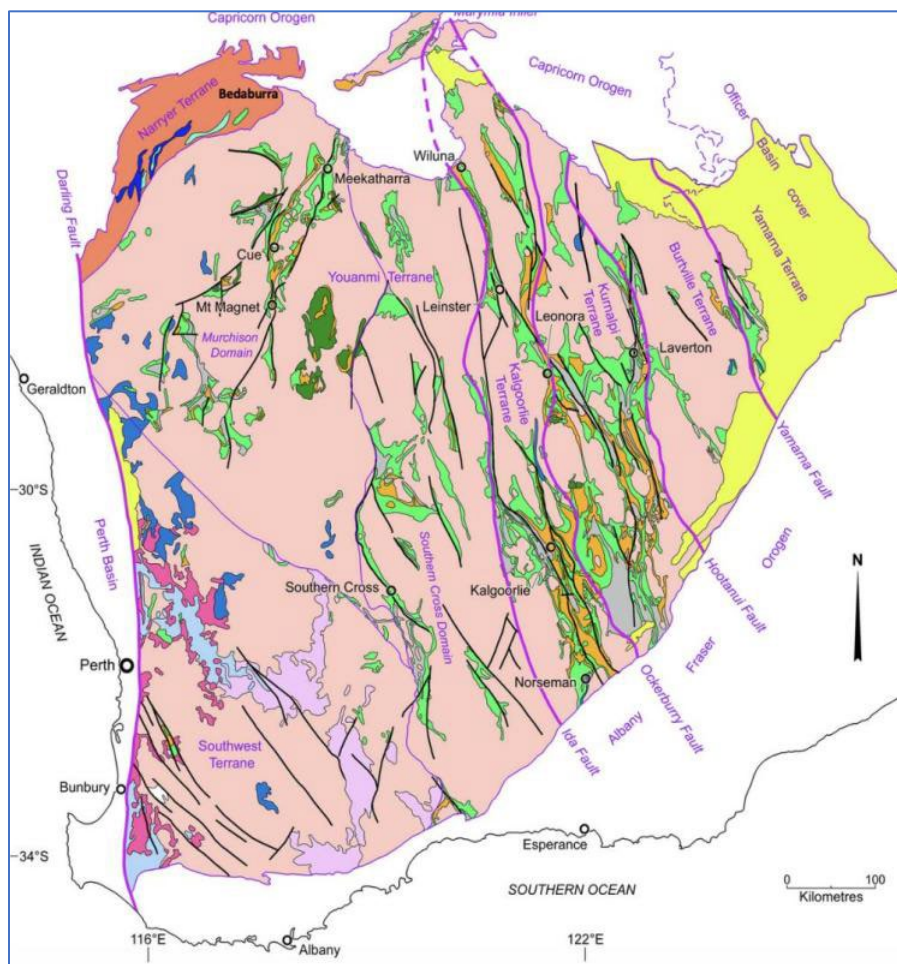 Marymia Inlier
Capricorn Orogen
Capricorn Orogen
Officer
Basin cover
Bedaburra
Narryer Terrane
Wiluna
Meekatharra
Yamarna Terrane
Darling Fault
Cue
Youanmi Terrane
Burtville Terrane
Kurnalpi
Terrane
Leinster
Leonora
Mt Magnet
Murchison
Domain
Laverton
Geraldton
Kalgoorlie
Terrane
Yamarna Fault
30°S
Perth Basin
INDIAN OCEAN
Orogen
Hootanui Fault
N
Southern Cross
Southern Cross Domain
Kalgoorlie
Perth
Fraser
Norseman
Ockerburry Fault
Albany
Ida Fault
Southwest
Terrane
Bunbury
Esperance
34°S
0 100
Kilometres
SOUTHERN OCEAN
Albany
116°E
122°E